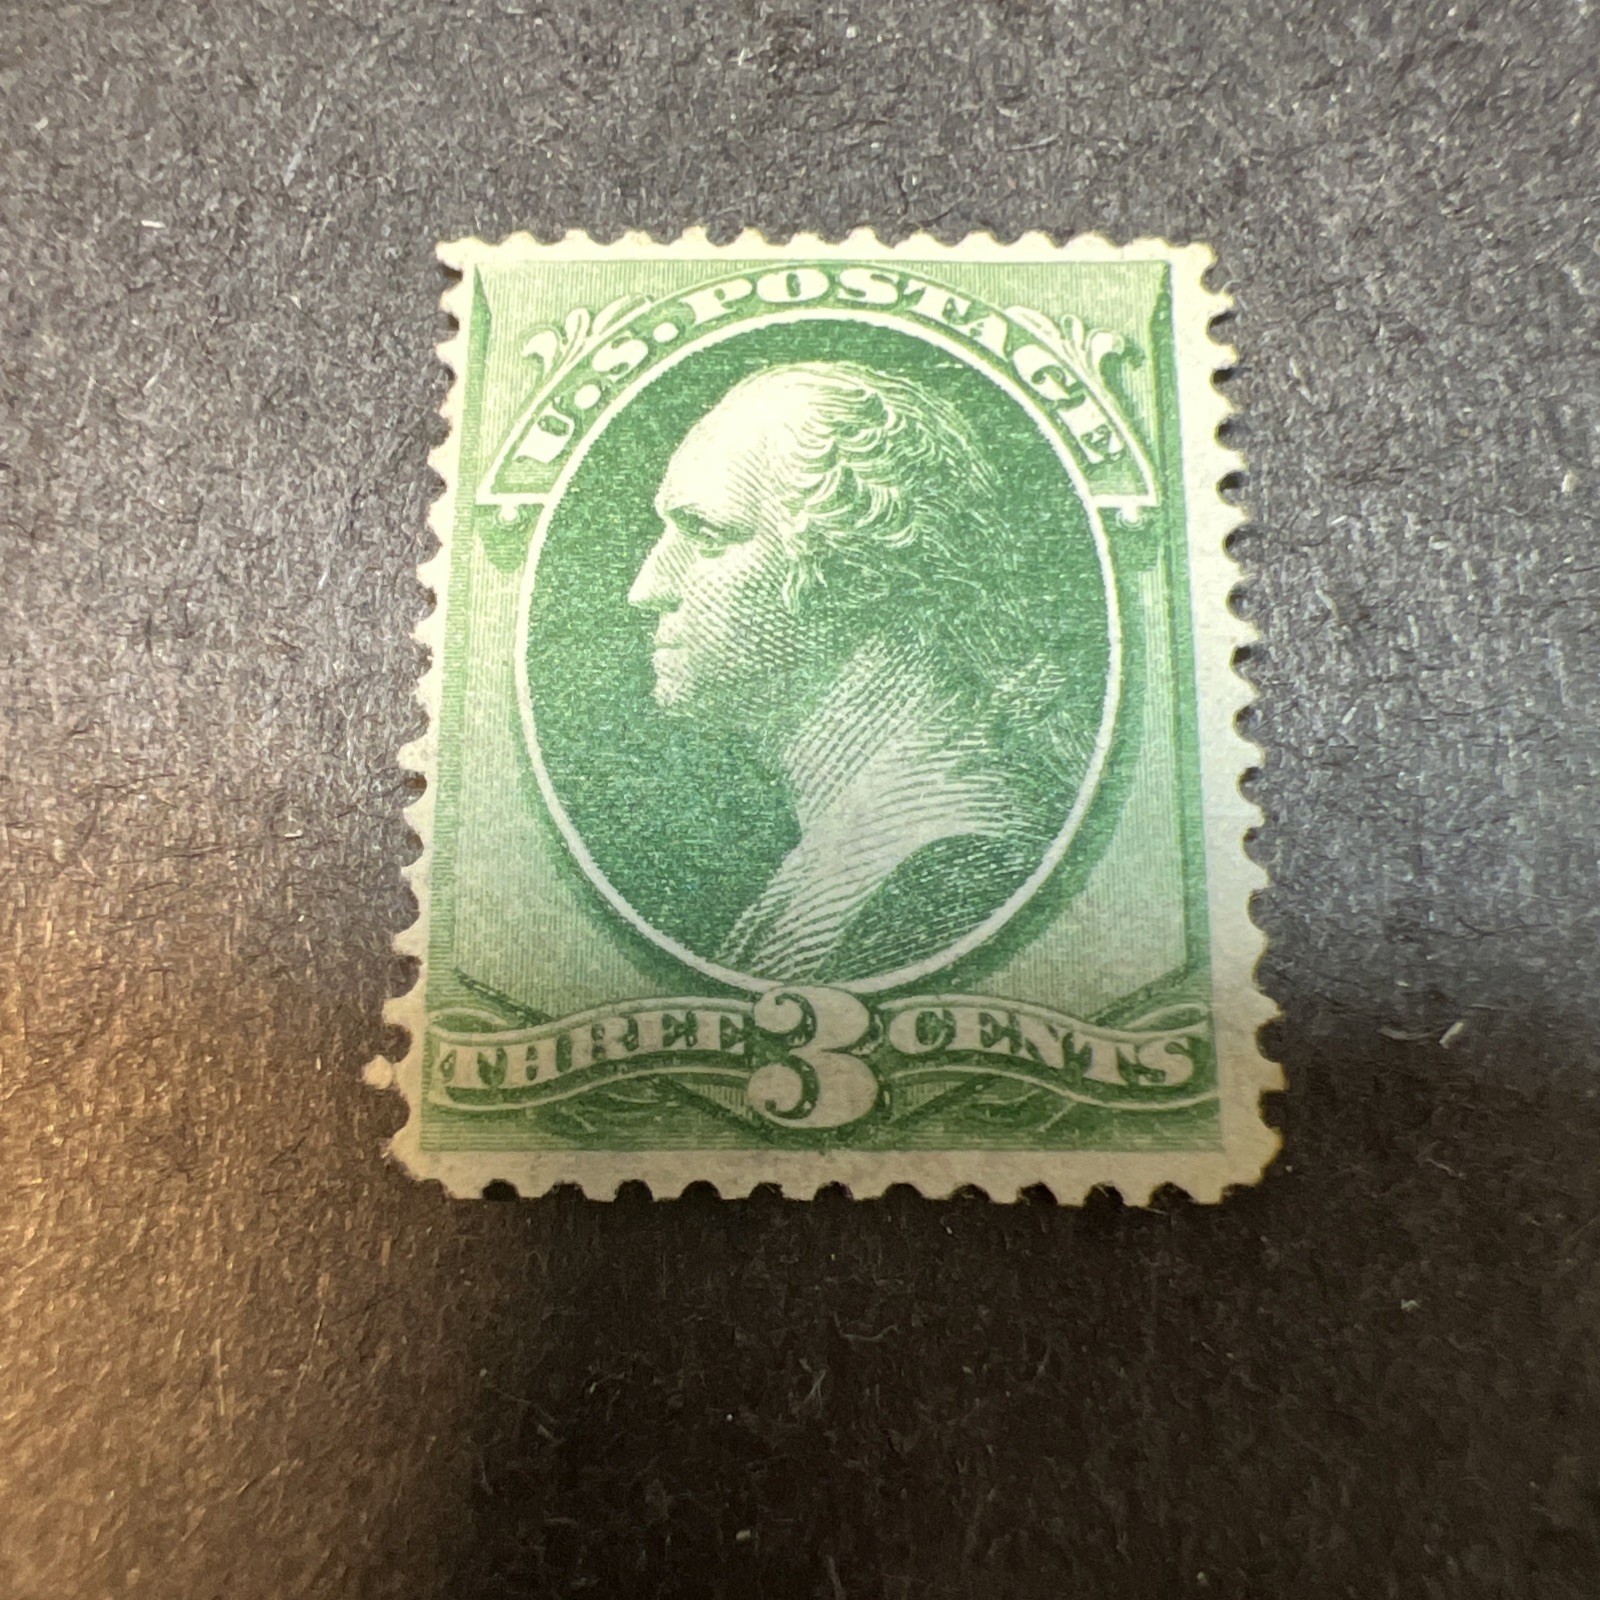 U.S. POSTAGE
THREE 3 CENTS